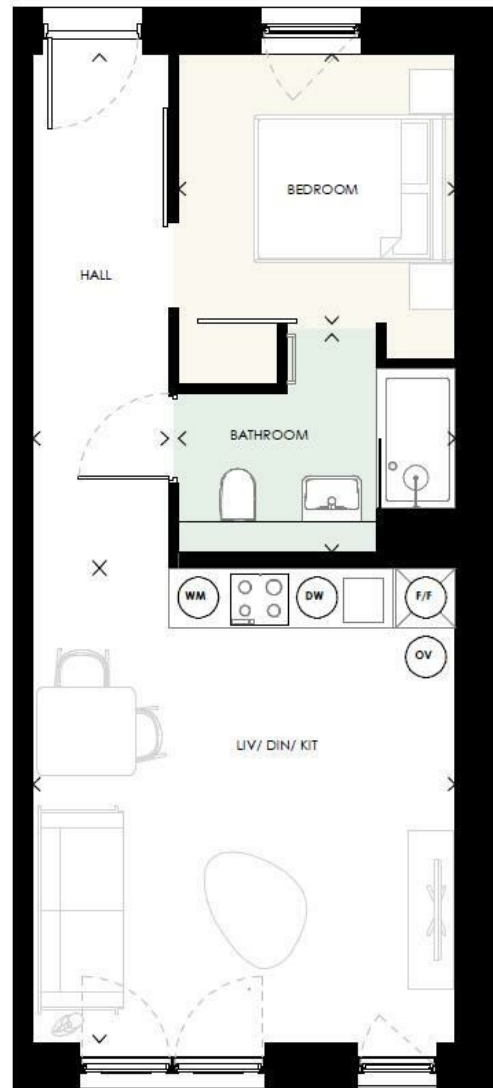 BEDROOM
HALL
BATHROOM
WM
DW
F/F
OV
LIV/ DIN/ KIT